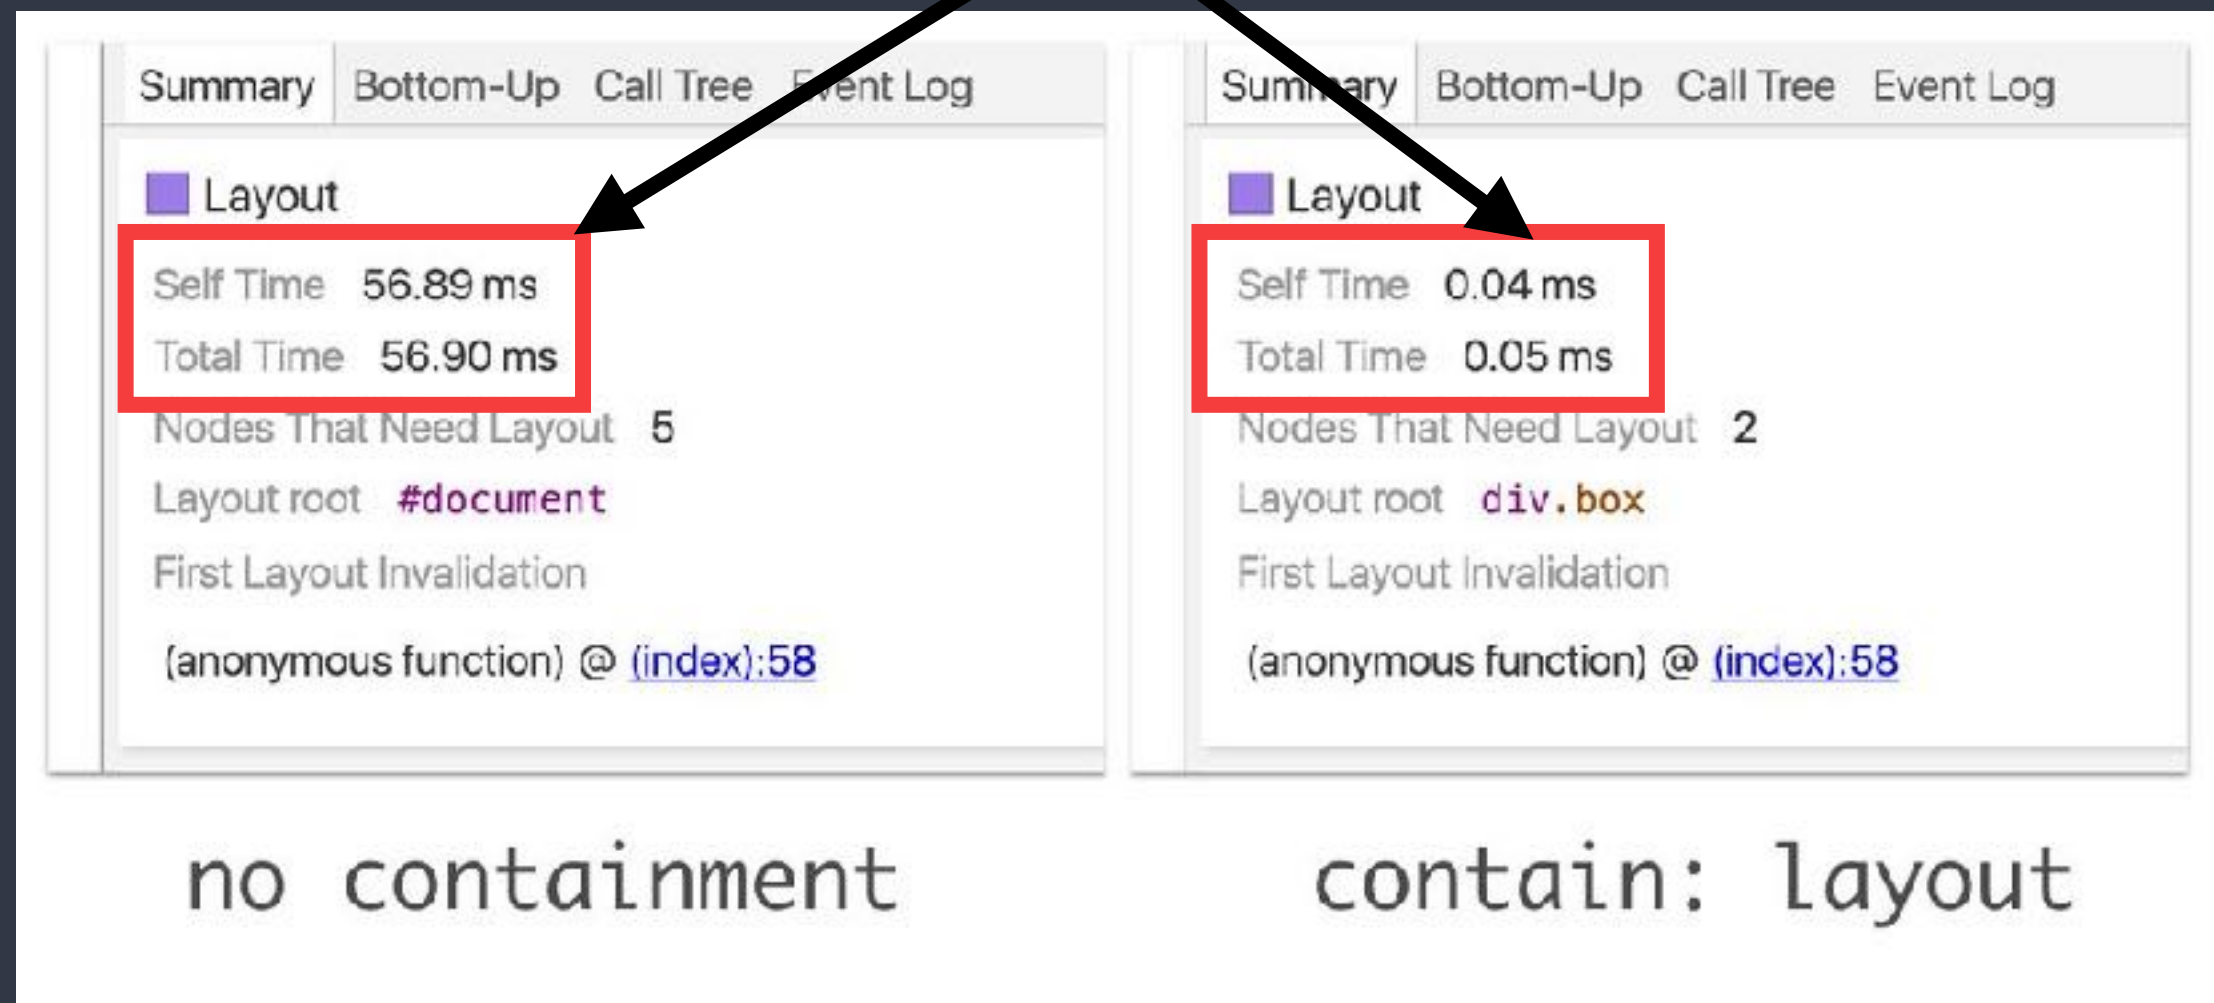 Summary Bottom-Up Call Tree Event Log
Layout
Self Time 56.89 ms
Total Time 56.90 ms
Nodes That Need Layout 5
Layout root #document
First Layout Invalidation
(anonymous function) @ (index):58
no containment
Summary Bottom-Up Call Tree Event Log
Layout
Self Time 0.04 ms
Total Time 0.05 ms
Nodes That Need Layout 2
Layout root div.box
First Layout Invalidation
(anonymous function) @ (index):58
contain: layout